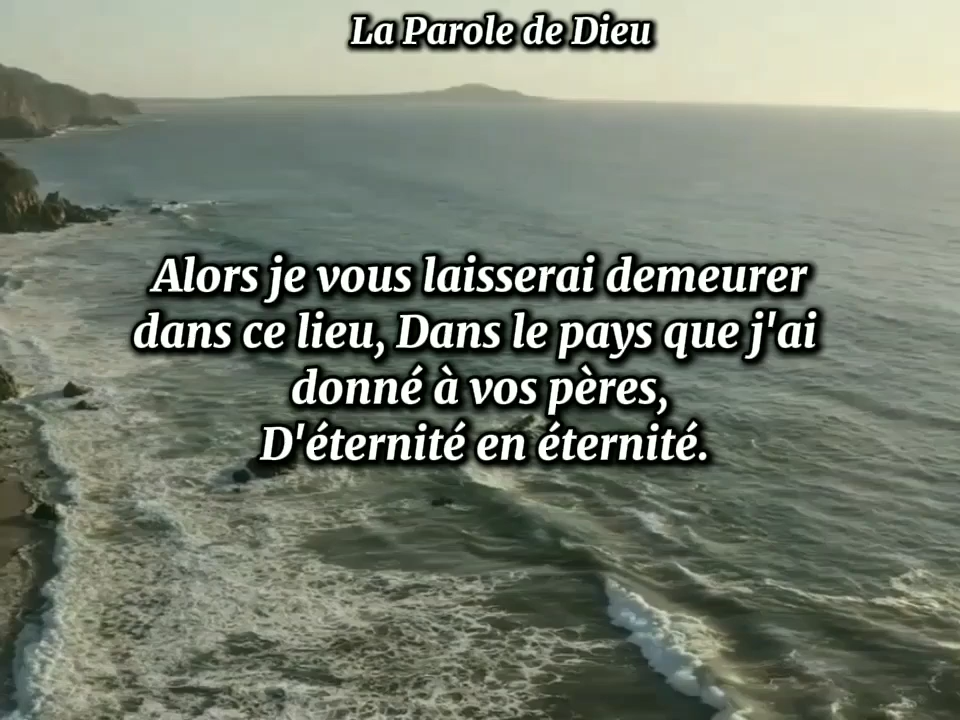 La Parole de Dieu
Alors je vous laisserai demeurer
dans ce lieu, Dans le pays que j'ai
donné à vos pères,
D'éternité en éternité.